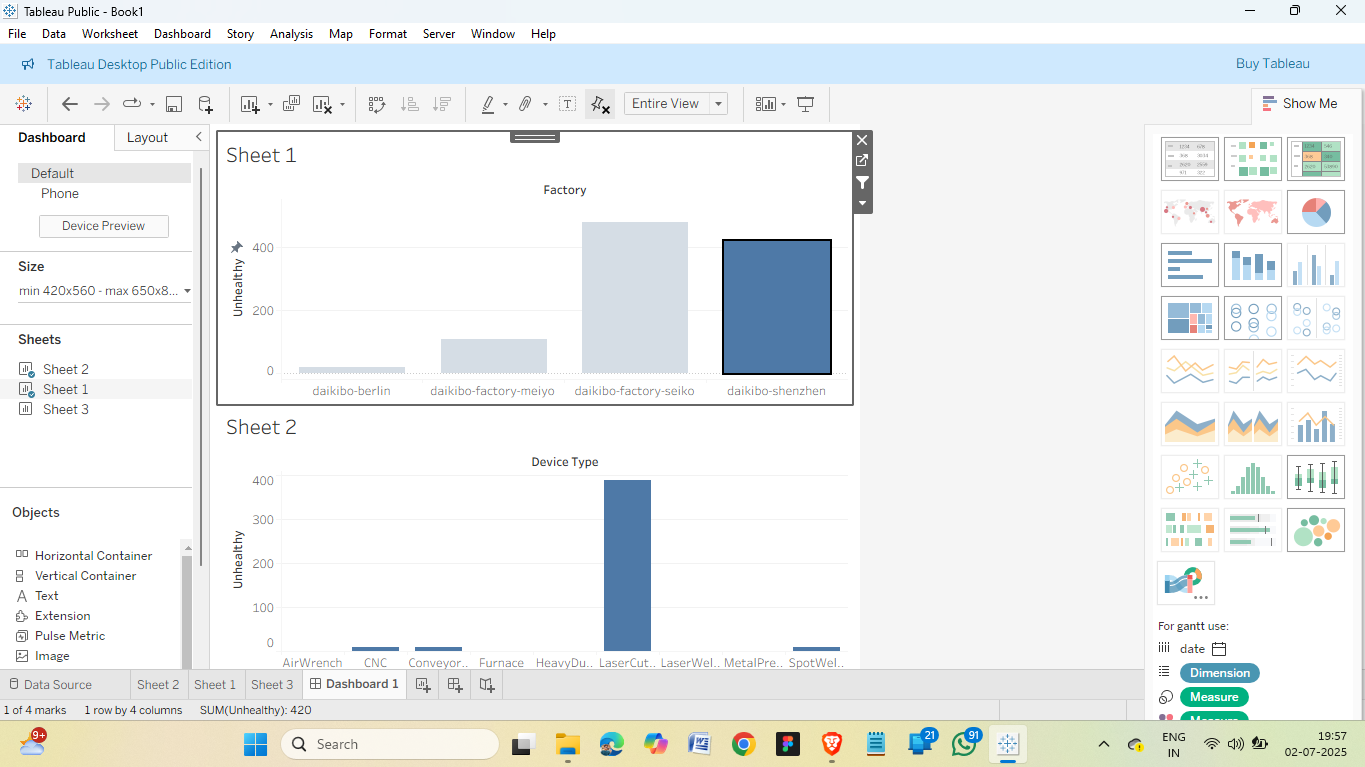 Tableau Public - Book1
File Data Worksheet Dashboard Story Analysis Map Format Server Window Help
Tableau Desktop Public Edition
Buy Tableau
Entire View
Show Me
Dashboard Layout
Default
Phone
Device Preview
Size
min 420x560 - max 650x8...
Sheets
Sheet 2
Sheet 1
Sheet 3
Objects
Horizontal Container
Vertical Container
Text
Extension
Pulse Metric
Image
Sheet 1
Factory
Unhealthy
400
200
0
daikibo-berlin daikibo-factory-meiyo daikibo-factory-seiko daikibo-shenzhen
Sheet 2
Device Type
Unhealthy
400
300
200
100
0
AirWrench CNC Conveyor.. Furnace HeavyDu.. LaserCut.. LaserWel.. MetalPre.. SpotWel..
For gantt use:
date
Dimension
Measure
Data Source Sheet 2 Sheet 1 Sheet 3 Dashboard 1
1 of 4 marks 1 row by 4 columns SUM(Unhealthy): 420
9+
Search
21
91
ENG
IN
19:57
02-07-2025